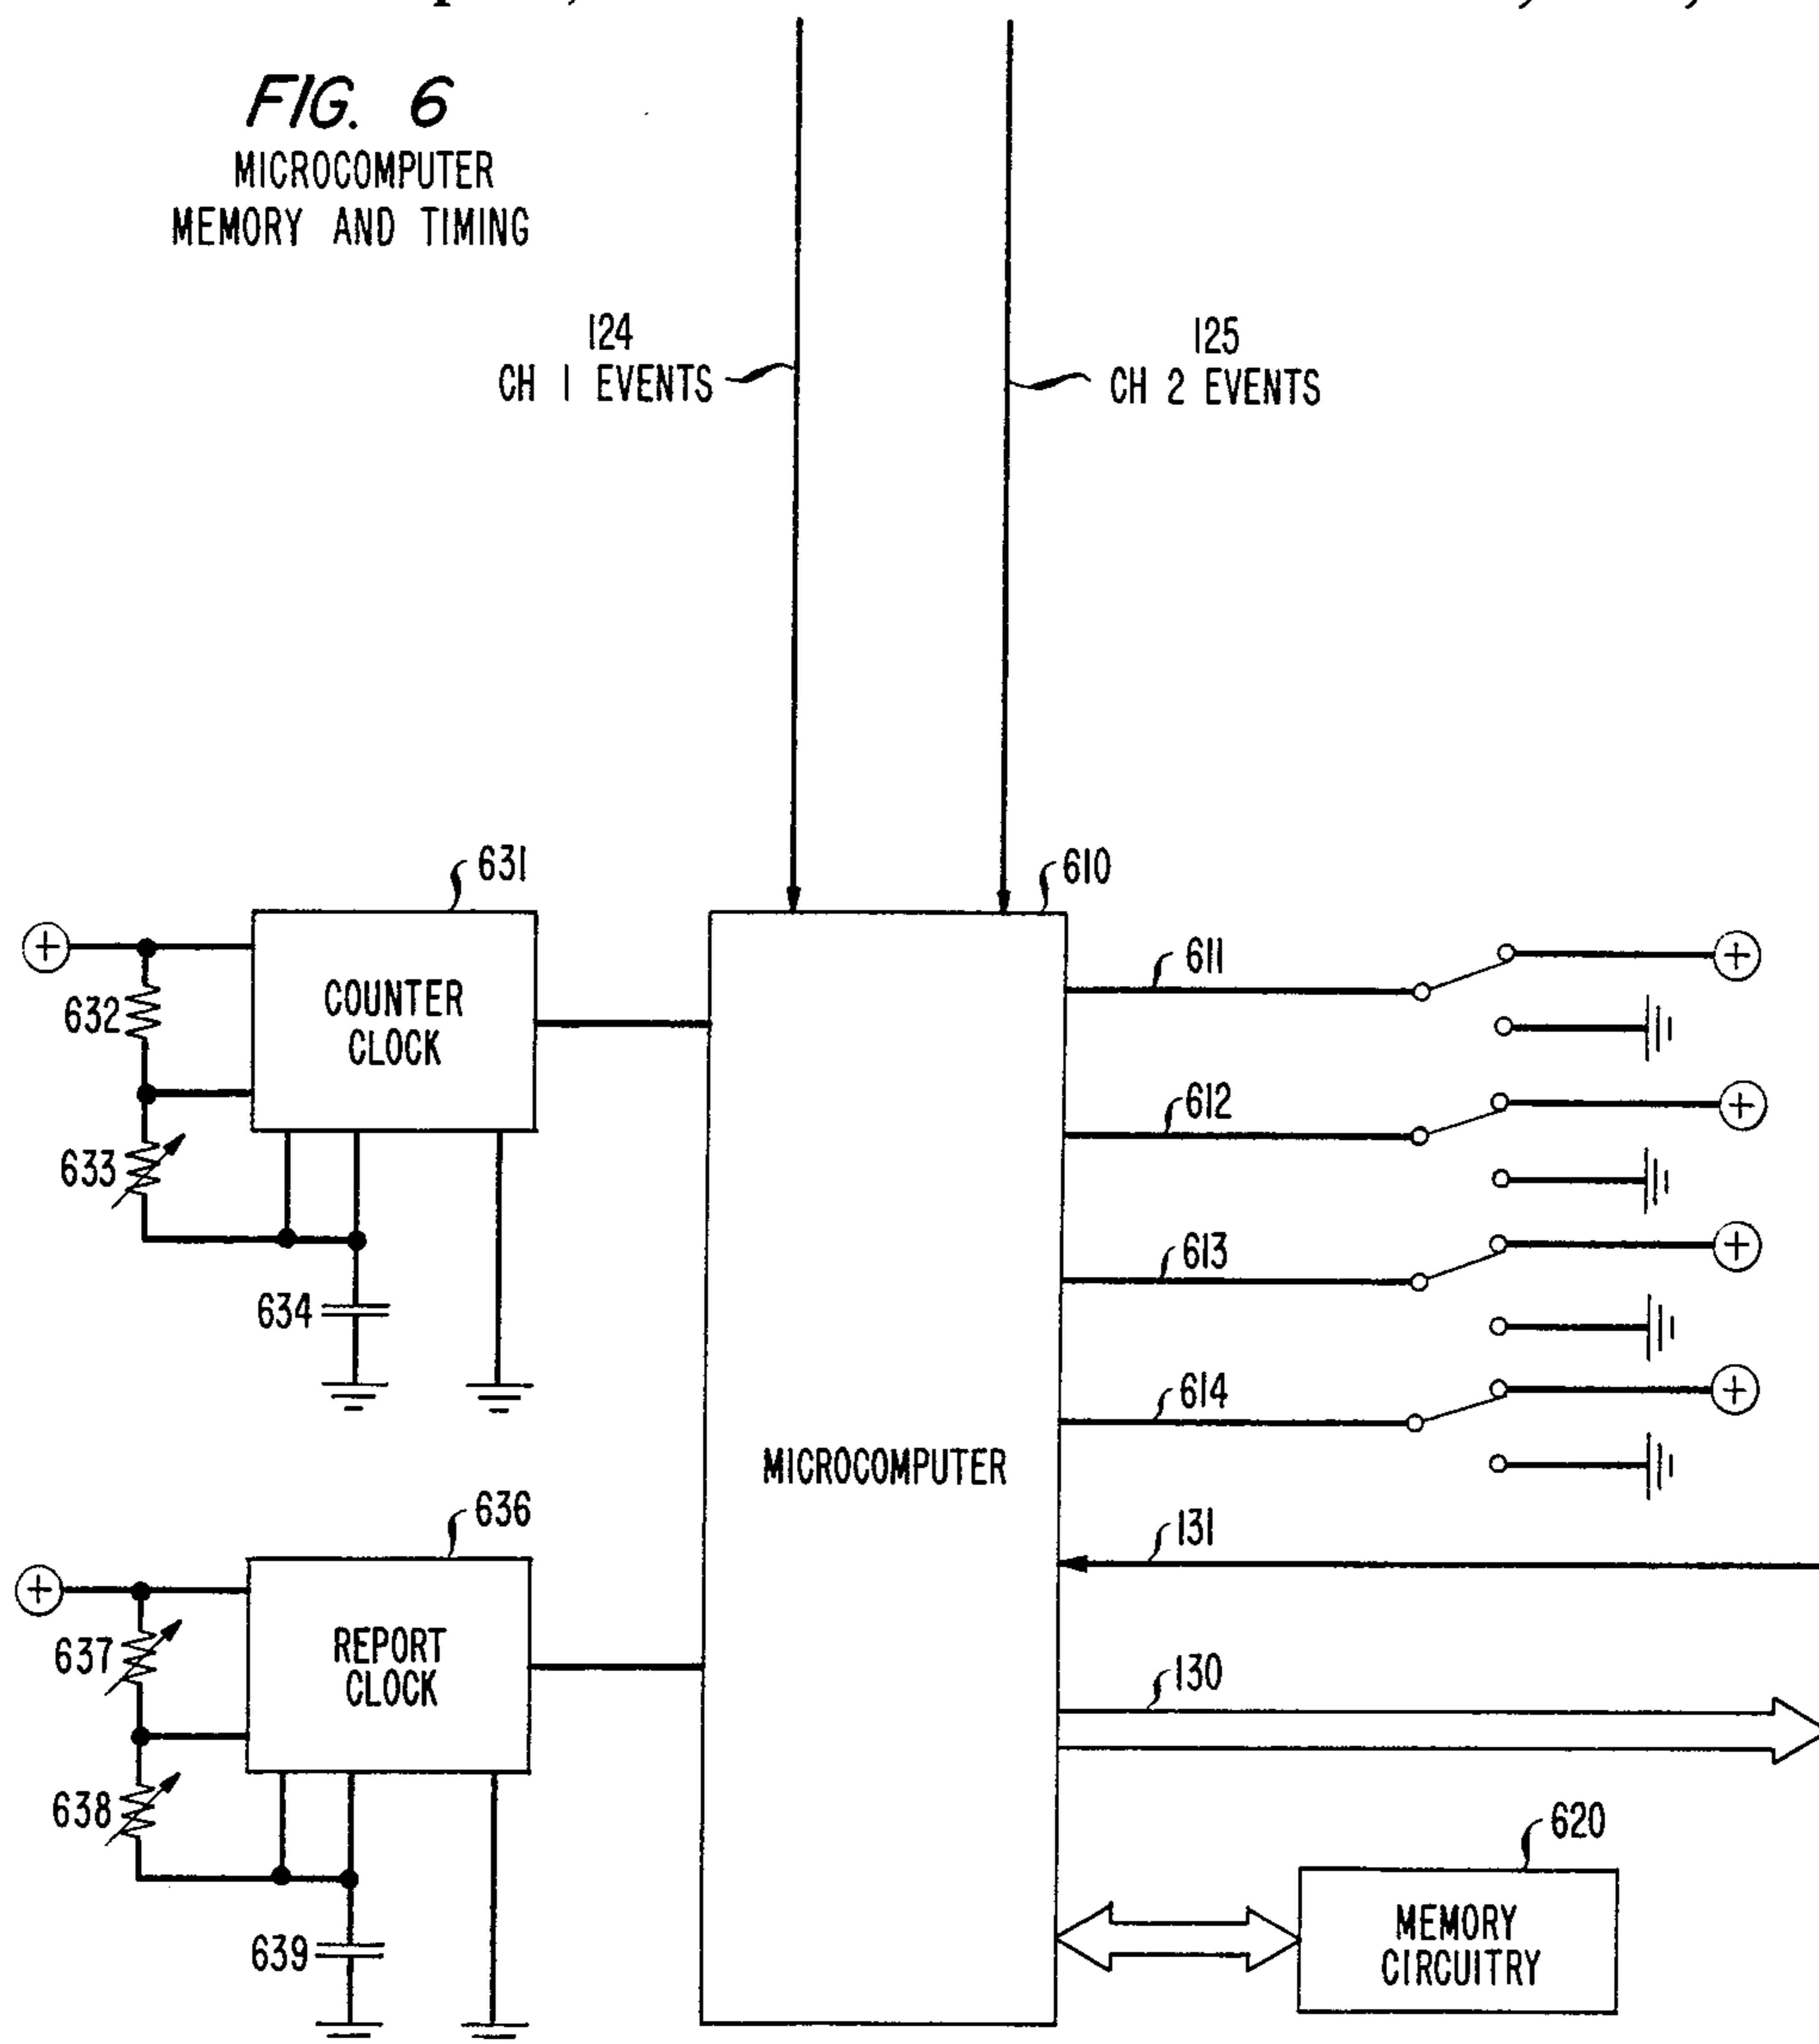 FIG. 6
MICROCOMPUTER
MEMORY AND TIMING
124
CH 1 EVENTS
125
CH 2 EVENTS
631
610
COUNTER
CLOCK
632
633
634
611
612
613
614
MICROCOMPUTER
636
131
REPORT
CLOCK
637
638
639
130
620
MEMORY
CIRCUITRY